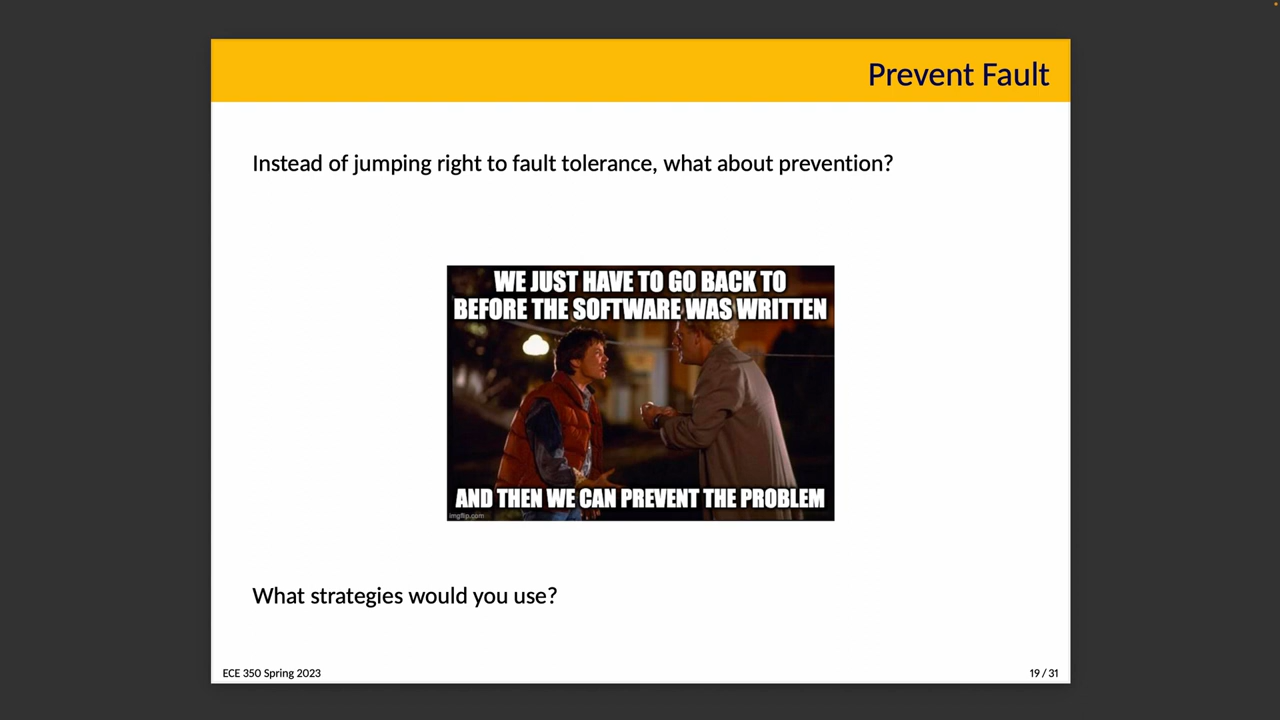 Prevent Fault
Instead of jumping right to fault tolerance, what about prevention?
WE JUST HAVE TO GO BACK TO
BEFORE THE SOFTWARE WAS WRITTEN
AND THEN WE CAN PREVENT THE PROBLEM
imgflip.com
What strategies would you use?
ECE 350 Spring 2023
19 / 31